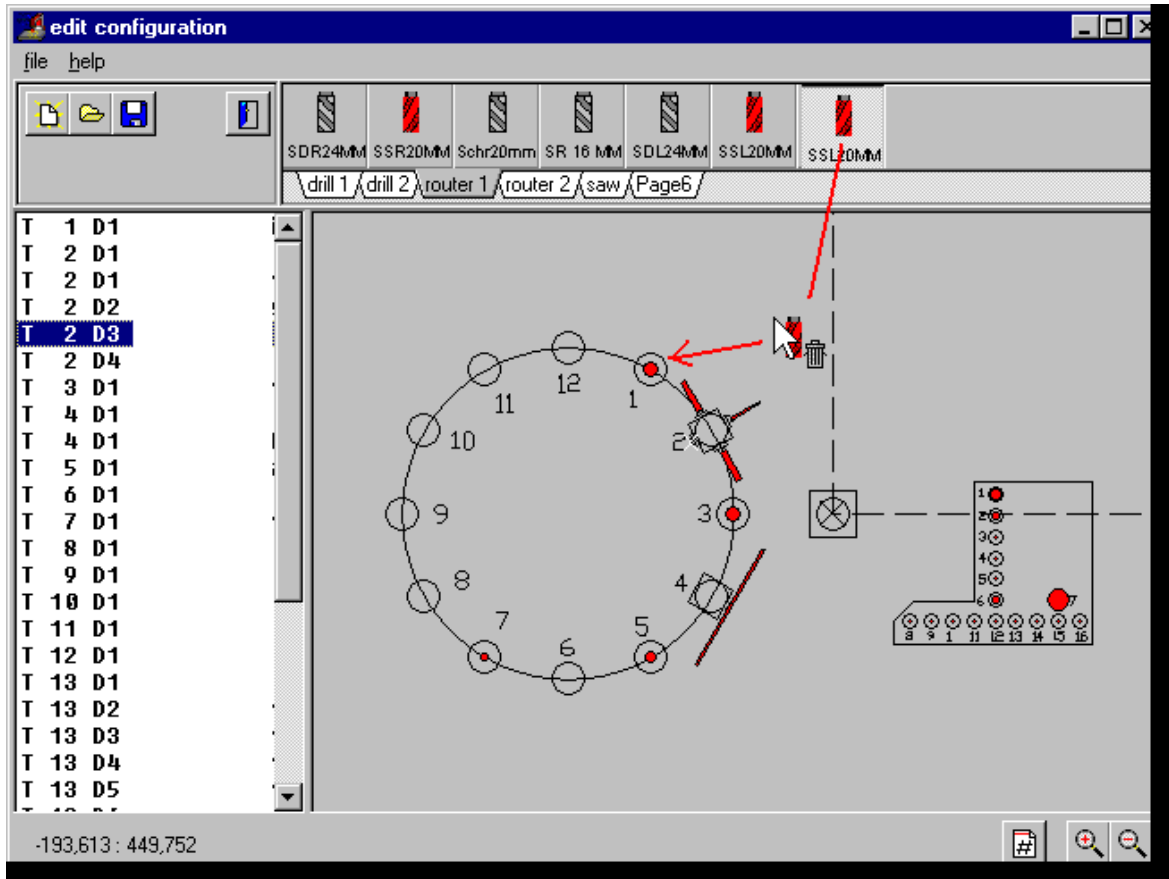 edit configuration
file help
SDR24MM SSR20MM Schr20mm SR 16 MM SDL24MM SSL20MM SSL20MM
drill 1 drill 2 router 1 router 2 saw Page6
T 1 D1
T 2 D1
T 2 D1
T 2 D2
T 2 D3
T 2 D4
T 3 D1
T 4 D1
T 4 D1
T 5 D1
T 6 D1
T 7 D1
T 8 D1
T 9 D1
T 10 D1
T 11 D1
T 12 D1
T 13 D1
T 13 D2
T 13 D3
T 13 D4
T 13 D5
12
11
1
10
2
9
3
8
4
7
5
6
1
2
3
4
5
6 7
8 9 1 11 12 13 14 15 16
-193,613 : 449,752
#